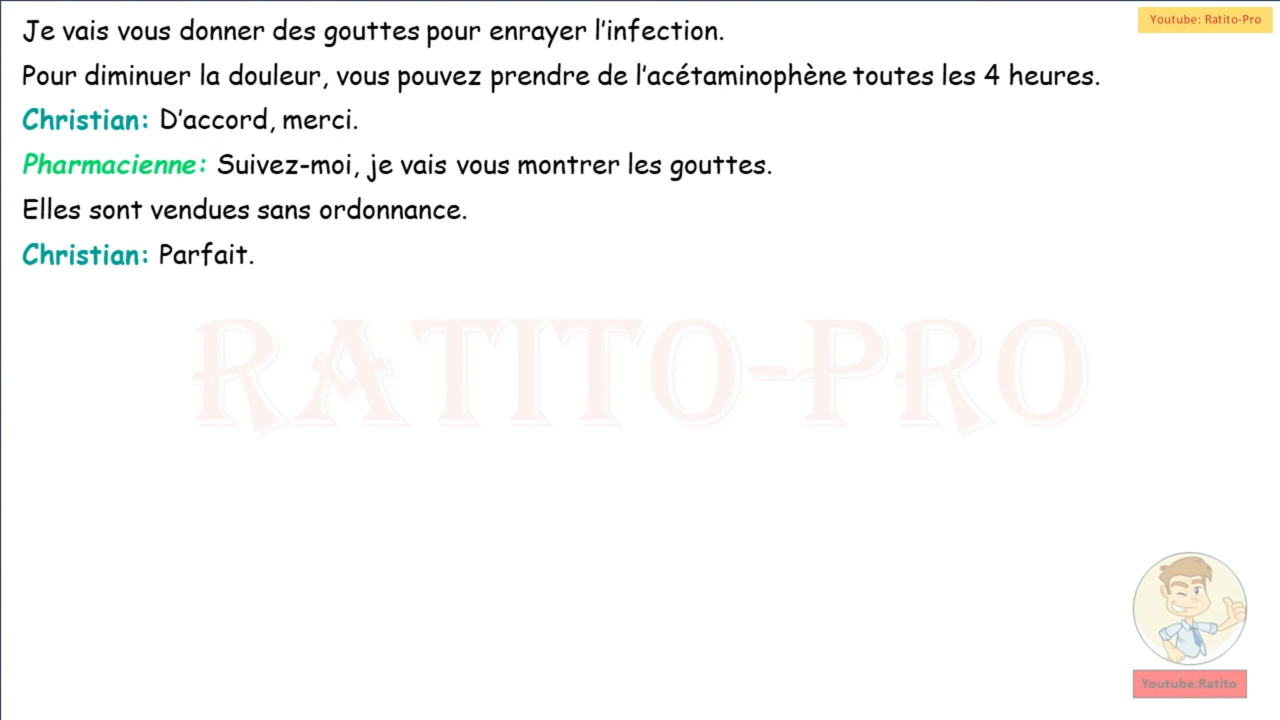 Youtube: Ratito-Pro
Je vais vous donner des gouttes pour enrayer l’infection.
Pour diminuer la douleur, vous pouvez prendre de l’acétaminophène toutes les 4 heures.
Christian: D’accord, merci.
Pharmacienne: Suivez-moi, je vais vous montrer les gouttes.
Elles sont vendues sans ordonnance.
Christian: Parfait.
RATITO-PRO
Youtube:Ratito